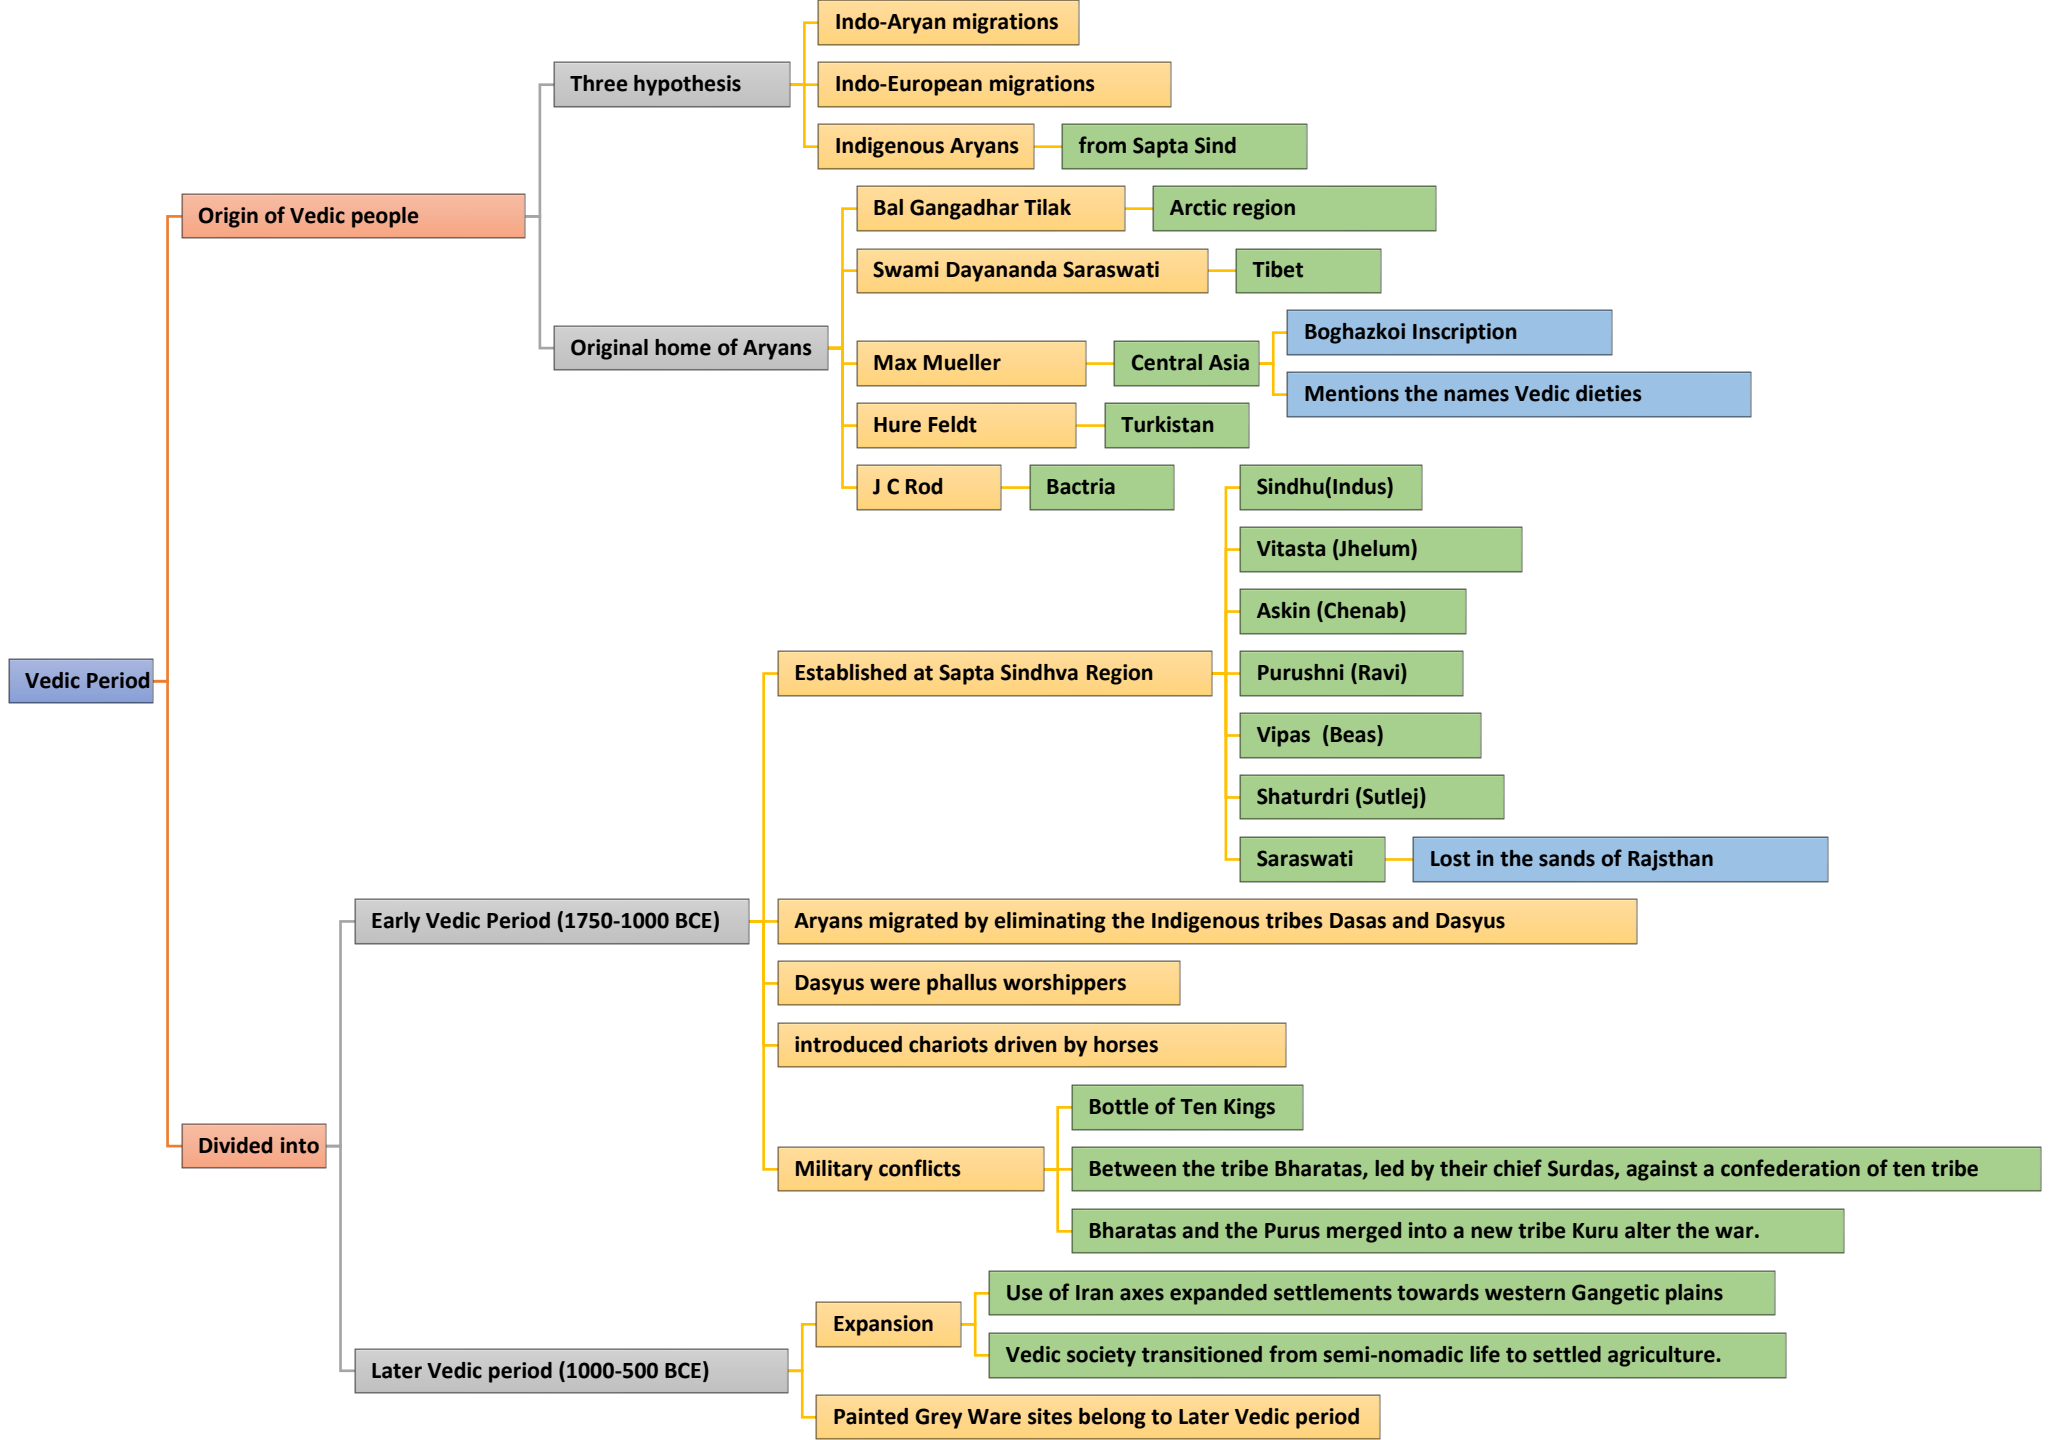 Vedic Period
Origin of Vedic people
Three hypothesis
Indo-Aryan migrations
Indo-European migrations
Indigenous Aryans
from Sapta Sind
Original home of Aryans
Bal Gangadhar Tilak
Arctic region
Swami Dayananda Saraswati
Tibet
Max Mueller
Central Asia
Boghazkoi Inscription
Mentions the names Vedic dieties
Hure Feldt
Turkistan
J C Rod
Bactria
Divided into
Early Vedic Period (1750-1000 BCE)
Established at Sapta Sindhva Region
Sindhu(Indus)
Vitasta (Jhelum)
Askin (Chenab)
Purushni (Ravi)
Vipas  (Beas)
Shaturdri (Sutlej)
Saraswati
Lost in the sands of Rajsthan
Aryans migrated by eliminating the Indigenous tribes Dasas and Dasyus
Dasyus were phallus worshippers
introduced chariots driven by horses
Military conflicts
Bottle of Ten Kings
Between the tribe Bharatas, led by their chief Surdas, against a confederation of ten tribe
Bharatas and the Purus merged into a new tribe Kuru alter the war.
Later Vedic period (1000-500 BCE)
Expansion
Use of Iran axes expanded settlements towards western Gangetic plains
Vedic society transitioned from semi-nomadic life to settled agriculture.
Painted Grey Ware sites belong to Later Vedic period